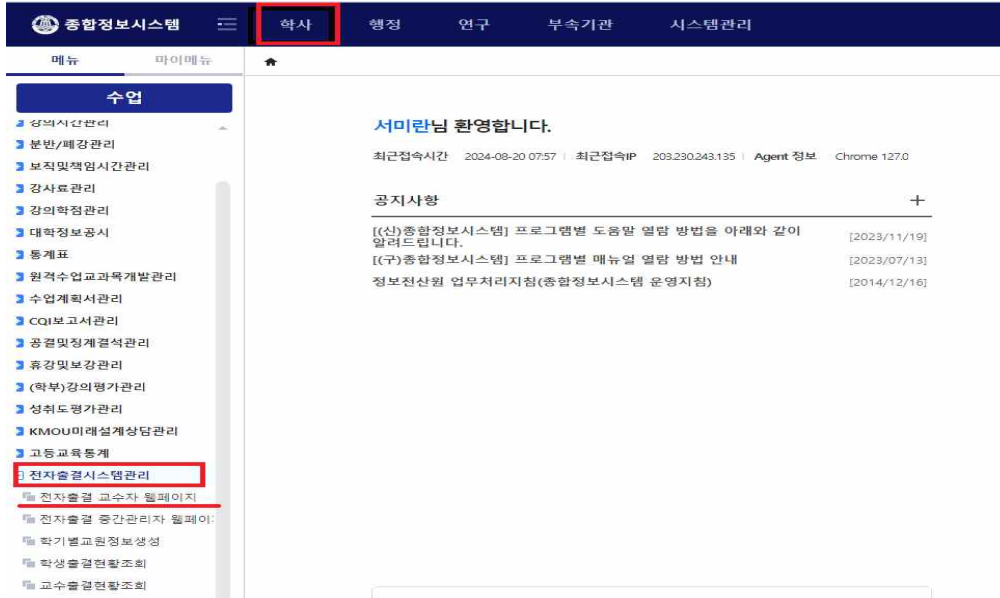 종합정보시스템 학사 행정 연구 부속기관 시스템관리
메뉴 마이메뉴
수업
강의시간관리
분반/폐강관리
보직및책임시간관리
강사료관리
강의학점관리
대학정보공시
통계표
원격수업교과목개발관리
수업계획서관리
CQI보고서관리
공결및징계결석관리
휴강및보강관리
(학부)강의평가관리
성취도평가관리
KMOU미래설계상담관리
고등교육통계
전자출결시스템관리
전자출결 교수자 웹페이지
전자출결 중간관리자 웹페이지
학기별교원정보생성
학생출결현황조회
교수출결현황조회
서미란님 환영합니다.
최근접속시간 2024-08-20 07:57 최근접속IP 203.230.243.135 Agent 정보 Chrome 127.0
공지사항 +
[(신)종합정보시스템] 프로그램별 도움말 열람 방법을 아래와 같이
알려드립니다. [2023/11/19]
[(구)종합정보시스템] 프로그램별 매뉴얼 열람 방법 안내 [2023/07/13]
정보전산원 업무처리지침(종합정보시스템 운영지침) [2014/12/16]